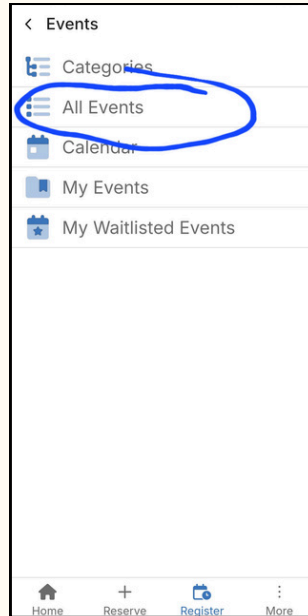 Events
Categories
All Events
Calendar
My Events
My Waitlisted Events
Home Reserve Register More